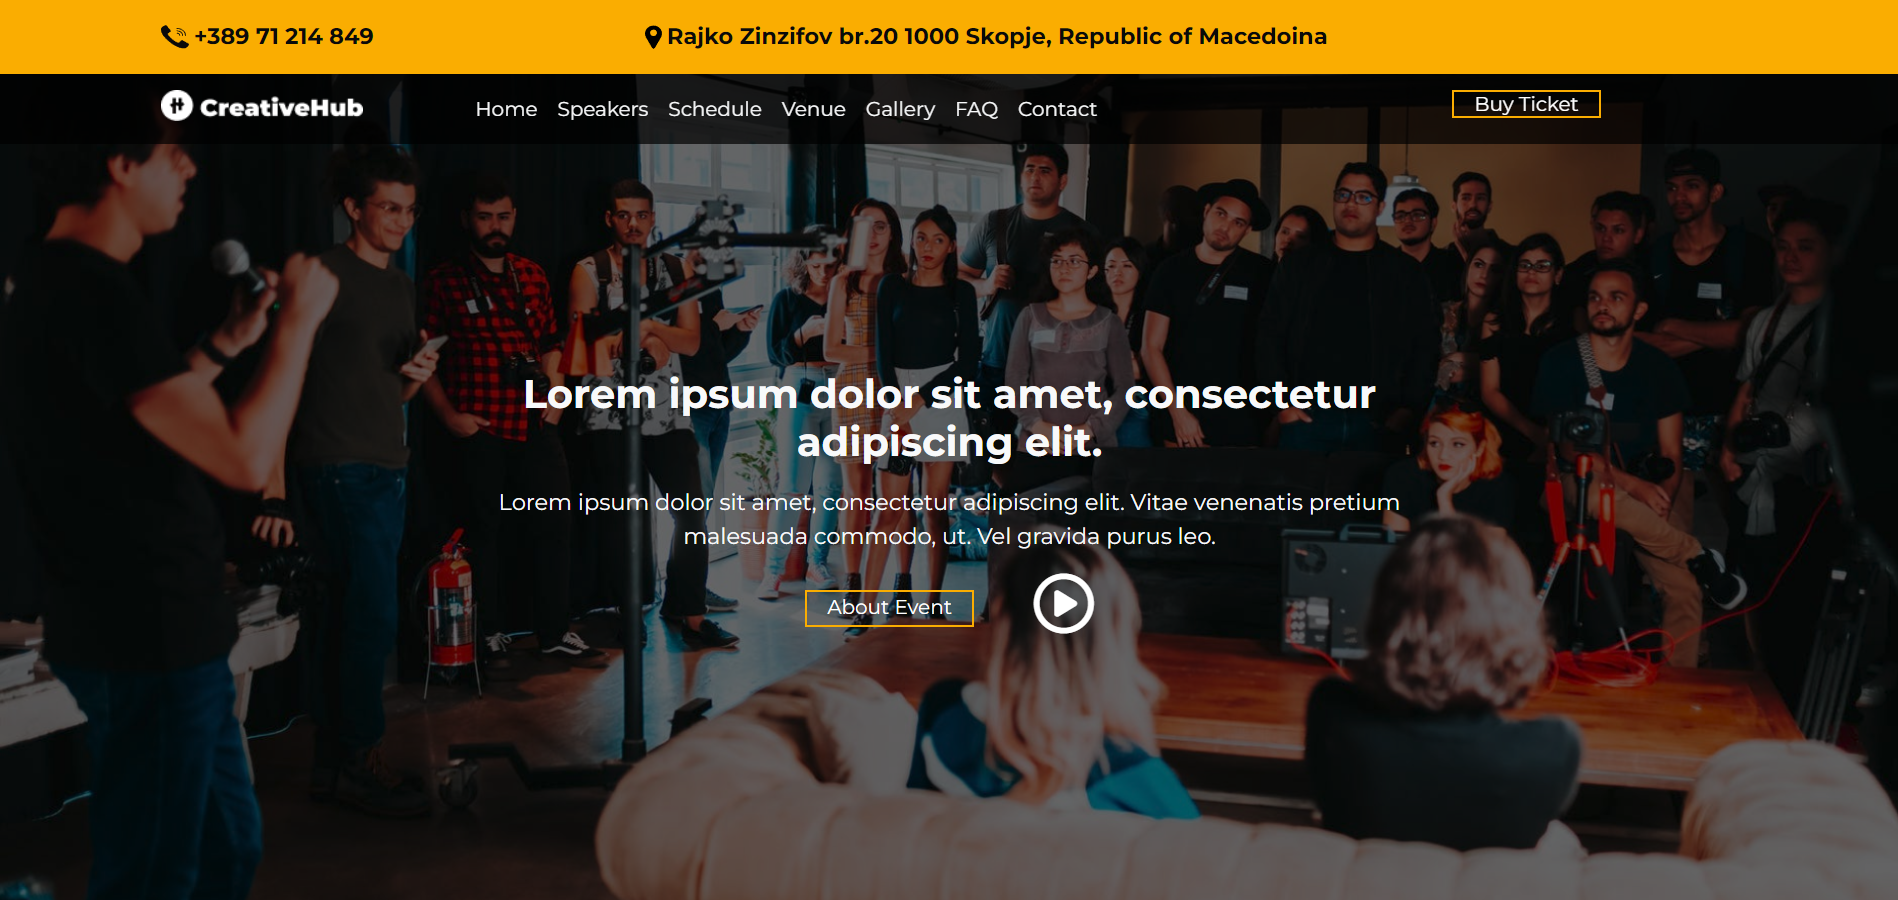 +389 71 214 849
Rajko Zinzifov br.20 1000 Skopje, Republic of Macedoina
CreativeHub
Home Speakers Schedule Venue Gallery FAQ Contact
Buy Ticket
Lorem ipsum dolor sit amet, consectetur
adipiscing elit.
Lorem ipsum dolor sit amet, consectetur adipiscing elit. Vitae venenatis pretium
malesuada commodo, ut. Vel gravida purus leo.
About Event